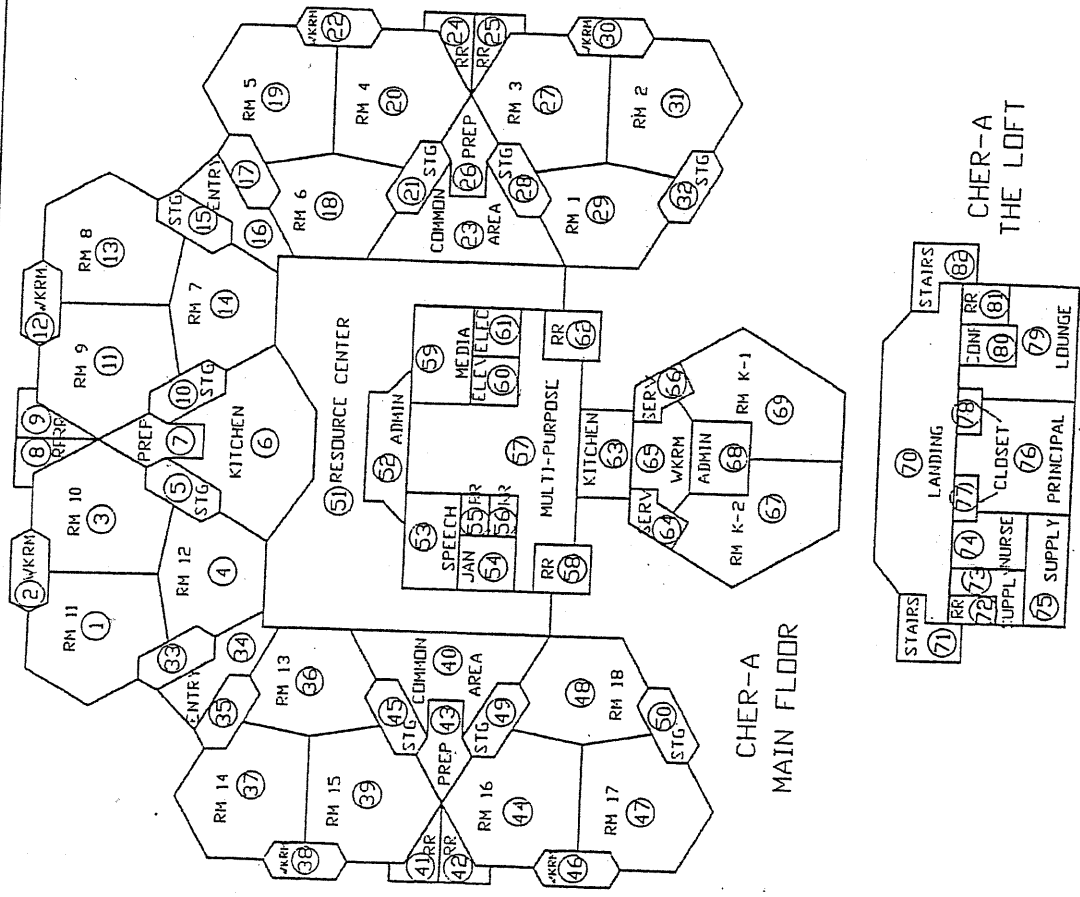 RM 11
1
2
WKRM
RM 10
3
RM 12
4
5
STG
KITCHEN
6
PREP
7
8
9
RR
10
STG
RM 9
11
12
WKRM
RM 8
13
RM 7
14
STG
15
ENTRY
16
17
RM 6
18
RM 5
19
RM 4
20
21
STG
WKRM
22
COMMON
23
AREA
RR
24
RR
25
26
PREP
RM 3
27
STG
28
RM 1
29
WKRM
30
RM 2
31
32
STG
33
34
ENTRY
35
RM 13
36
RM 14
37
WKRM
38
RM 15
39
COMMON
40
AREA
41
RR
42
RR
PREP
43
RM 16
44
45
STG
WKRM
46
RM 17
47
48
RM 18
STG
49
50
STG
51
RESOURCE CENTER
52
ADMIN
53
SPEECH
JAN
54
55
RR
56
57
MULTI-PURPOSE
RR
58
59
MEDIA
ELEV
60
ELEC
61
RR
62
KITCHEN
63
SERV
64
65
WKRM
SERV
66
RM K-2
67
ADMIN
68
RM K-1
69
CHER-A
MAIN FLOOR
70
LANDING
STAIRS
71
RR
72
73
SUPPLY
74
NURSE
75
SUPPLY
76
PRINCIPAL
77
CLOSET
78
79
LOUNGE
CONF
80
RR
81
STAIRS
82
CHER-A
THE LOFT